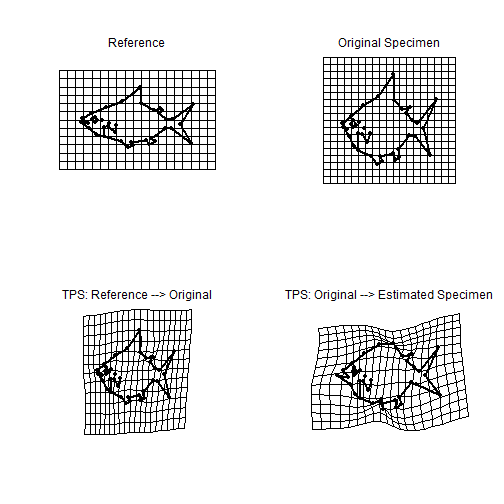 Reference
Original Specimen
TPS: Reference --> Original
TPS: Original --> Estimated Specimen